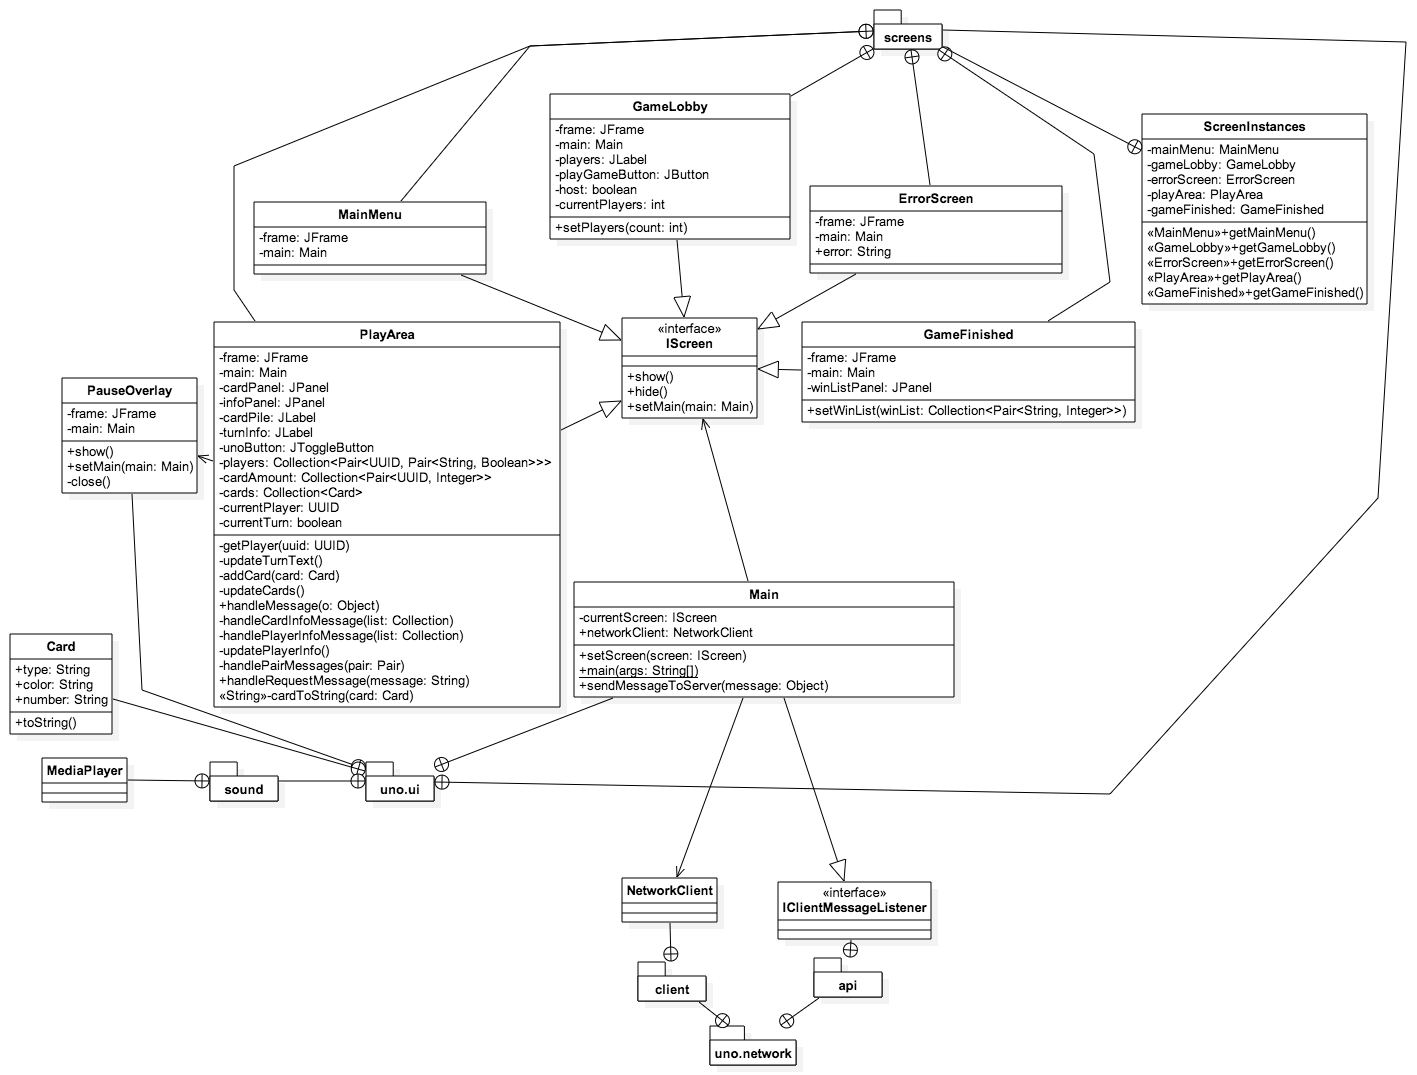 screens
GameLobby
-frame: JFrame
-main: Main
-players: JLabel
-playGameButton: JButton
-host: boolean
-currentPlayers: int
+setPlayers(count: int)
ScreenInstances
-mainMenu: MainMenu
-gameLobby: GameLobby
-errorScreen: ErrorScreen
-playArea: PlayArea
-gameFinished: GameFinished
«MainMenu»+getMainMenu()
«GameLobby»+getGameLobby()
«ErrorScreen»+getErrorScreen()
«PlayArea»+getPlayArea()
«GameFinished»+getGameFinished()
ErrorScreen
-frame: JFrame
-main: Main
+error: String
MainMenu
-frame: JFrame
-main: Main
«interface»
IScreen
+show()
+hide()
+setMain(main: Main)
GameFinished
-frame: JFrame
-main: Main
-winListPanel: JPanel
+setWinList(winList: Collection<Pair<String, Integer>>)
PlayArea
-frame: JFrame
-main: Main
-cardPanel: JPanel
-infoPanel: JPanel
-cardPile: JLabel
-turnInfo: JLabel
-unoButton: JToggleButton
-players: Collection<Pair<UUID, Pair<String, Boolean>>>
-cardAmount: Collection<Pair<UUID, Integer>>
-cards: Collection<Card>
-currentPlayer: UUID
-currentTurn: boolean
-getPlayer(uuid: UUID)
-updateTurnText()
-addCard(card: Card)
-updateCards()
+handleMessage(o: Object)
-handleCardInfoMessage(list: Collection)
-handlePlayerInfoMessage(list: Collection)
-updatePlayerInfo()
-handlePairMessages(pair: Pair)
+handleRequestMessage(message: String)
«String»-cardToString(card: Card)
PauseOverlay
-frame: JFrame
-main: Main
+show()
+setMain(main: Main)
-close()
Main
-currentScreen: IScreen
+networkClient: NetworkClient
+setScreen(screen: IScreen)
+main(args: String[])
+sendMessageToServer(message: Object)
Card
+type: String
+color: String
+number: String
+toString()
MediaPlayer
sound
uno.ui
NetworkClient
«interface»
IClientMessageListener
client
api
uno.network